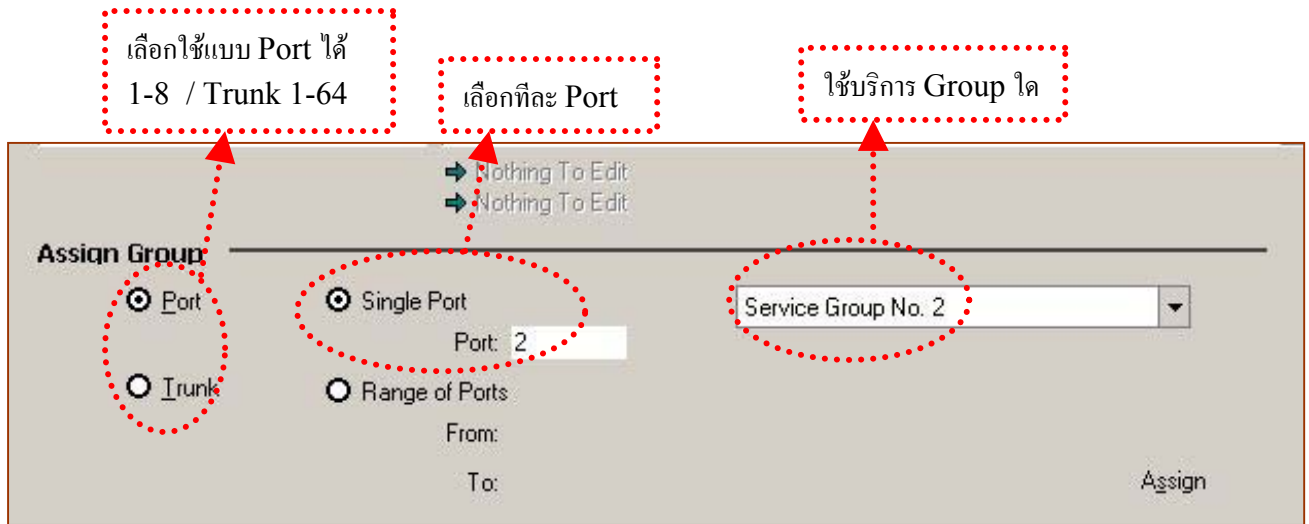 เลือกใช้แบบ Port ได้
1-8 / Trunk 1-64
เลือกทีละ Port
ใช้บริการ Group ใด
Nothing To Edit
Nothing To Edit
Assign Group
Port
Single Port
Service Group No. 2
Port: 2
Trunk
Range of Ports
From:
To:
Assign